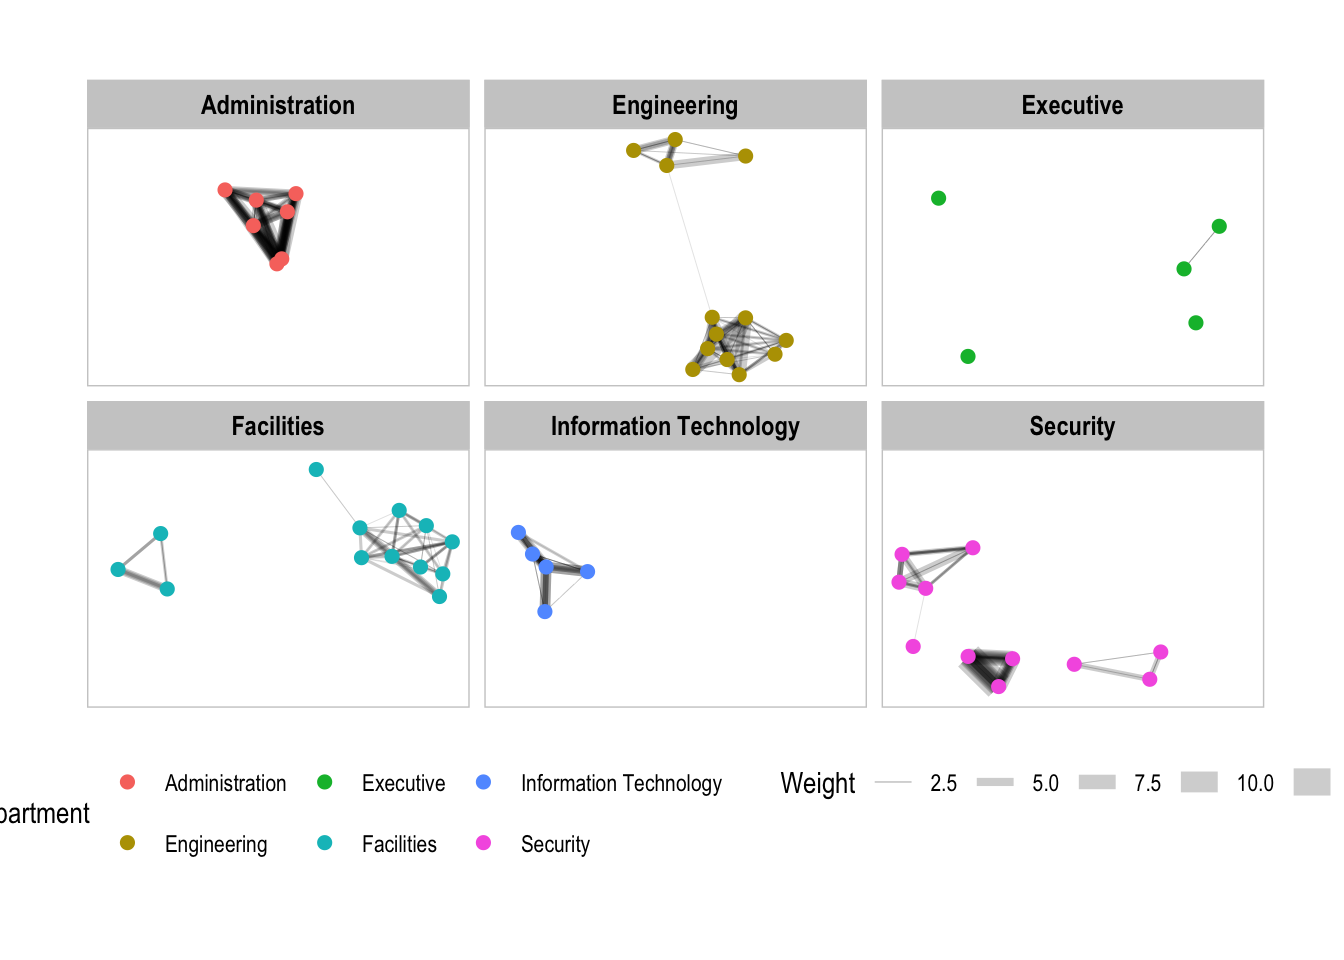 Administration
Engineering
Executive
Facilities
Information Technology
Security
partment
Administration
Executive
Information Technology
Engineering
Facilities
Security
Weight
2.5
5.0
7.5
10.0